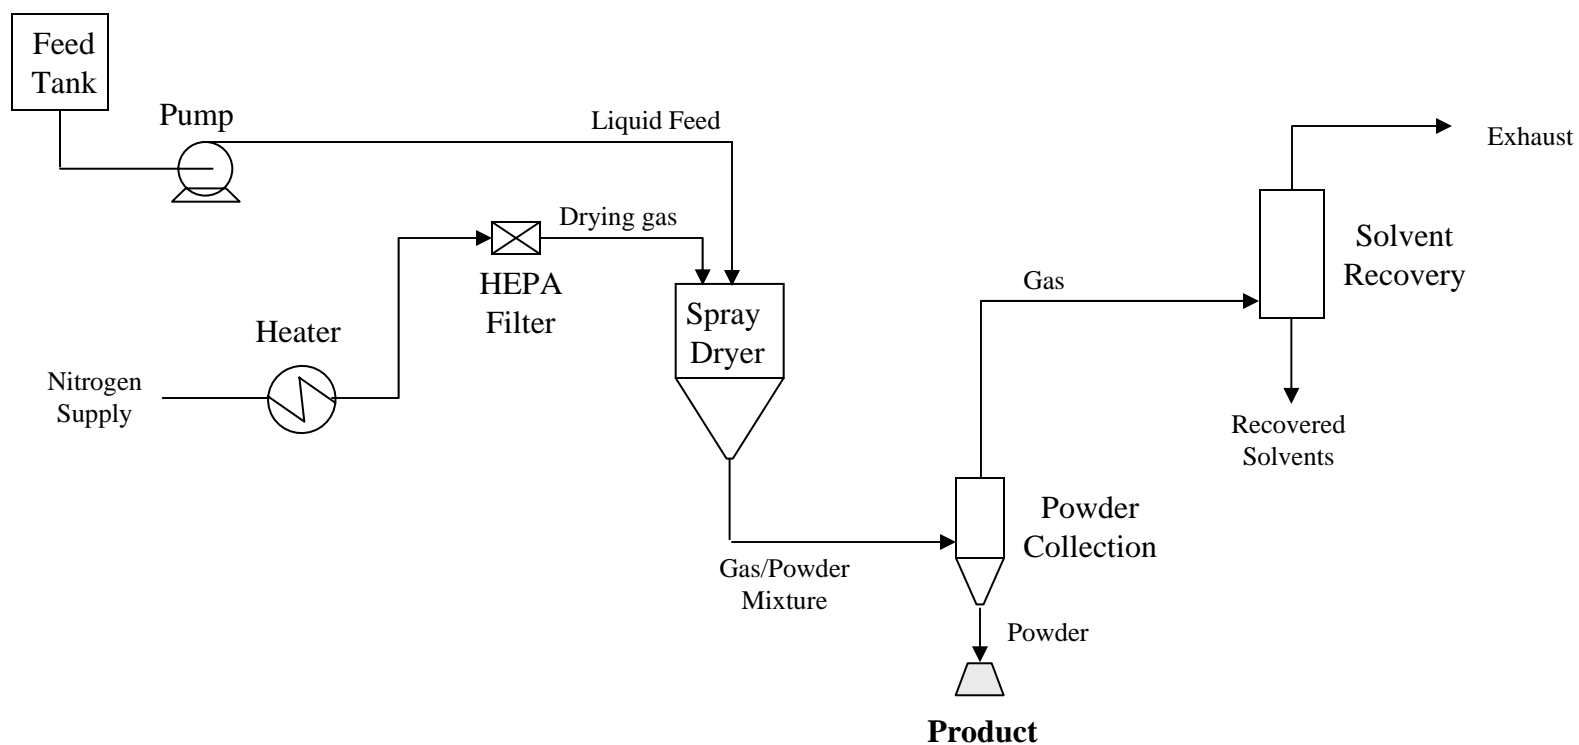 Feed
Tank
Pump
Liquid Feed
Exhaust
Drying gas
HEPA
Filter
Solvent
Recovery
Gas
Spray
Dryer
Heater
Nitrogen
Supply
Recovered
Solvents
Powder
Collection
Gas/Powder
Mixture
Powder
Product